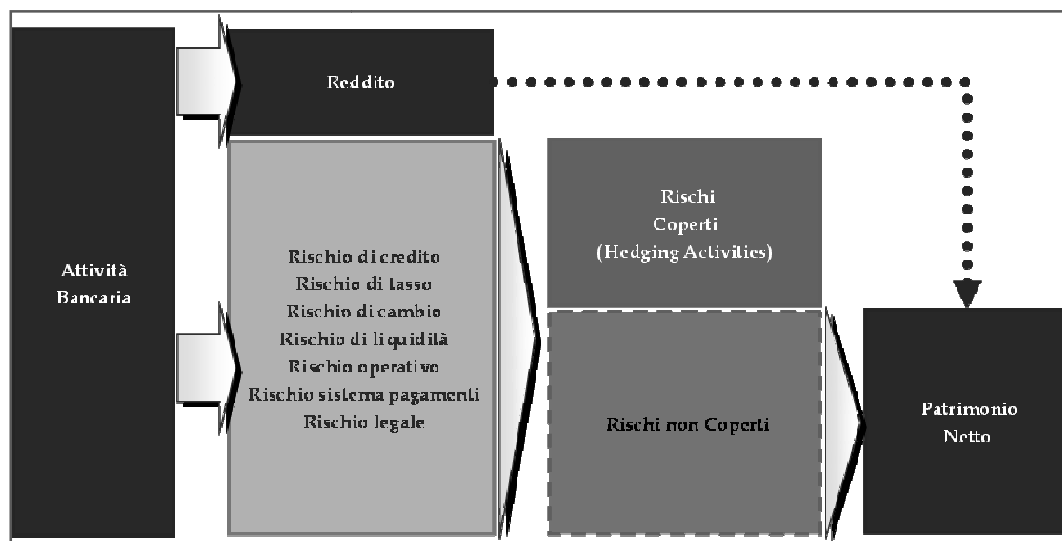 Attività
Bancaria
Reddito
Rischio di credito
Rischio di tasso
Rischio di cambio
Rischio di liquidità
Rischio operativo
Rischio sistema pagamenti
Rischio legale
Rischi
Coperti
(Hedging Activities)
Rischi non Coperti
Patrimonio
Netto